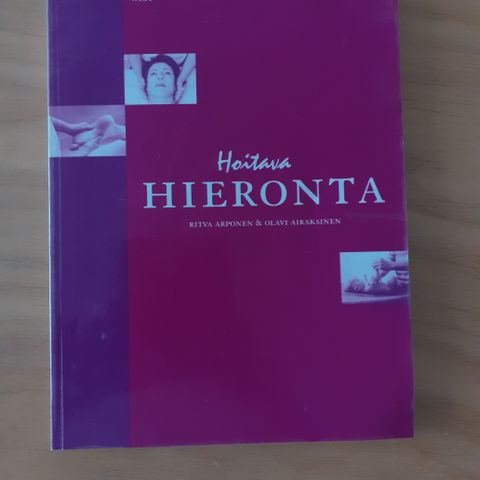 Hoitava
HIERONTA
RITVA ARPONEN & OLAVI AIRAKSINEN